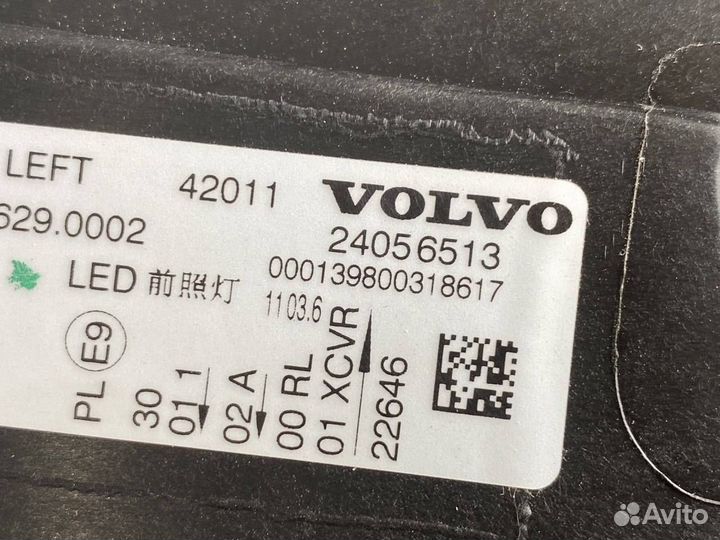 LEFT 42011 VOLVO
629.0002 24056513
LED 前照灯 000139800318617
1103.6
PL E9
30
01 1
02 A
00 RL
01 XCVR
22646
Avito